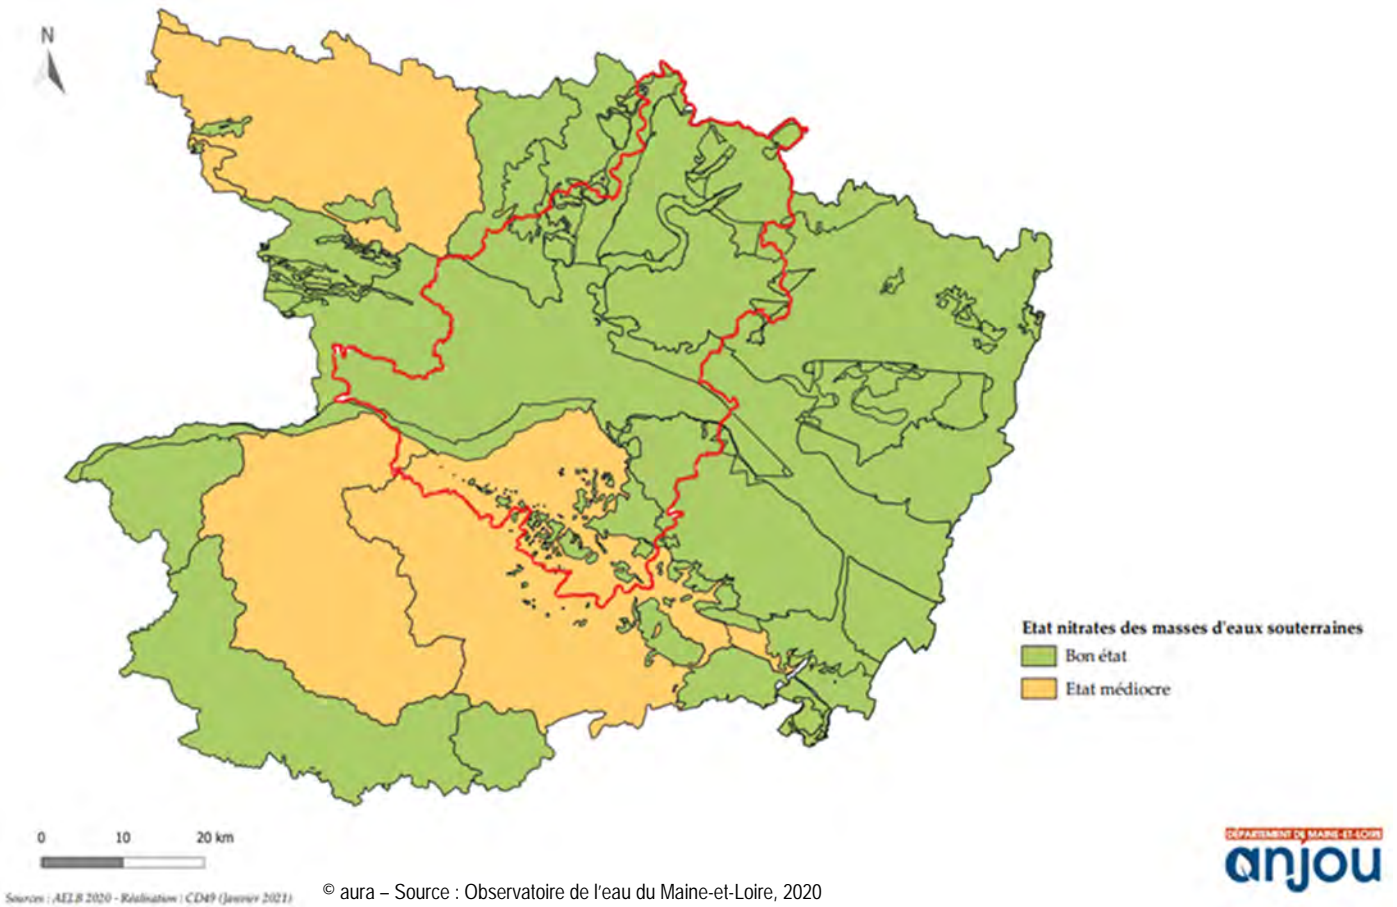 N
Etat nitrates des masses d'eaux souterraines
Bon état
Etat médiocre
0 10 20 km
DÉPARTEMENT DE MAINE-ET-LOIRE
anjou
Sources : AELB 2020 - Réalisation : CD49 (Janvier 2021)
© aura – Source : Observatoire de l'eau du Maine-et-Loire, 2020